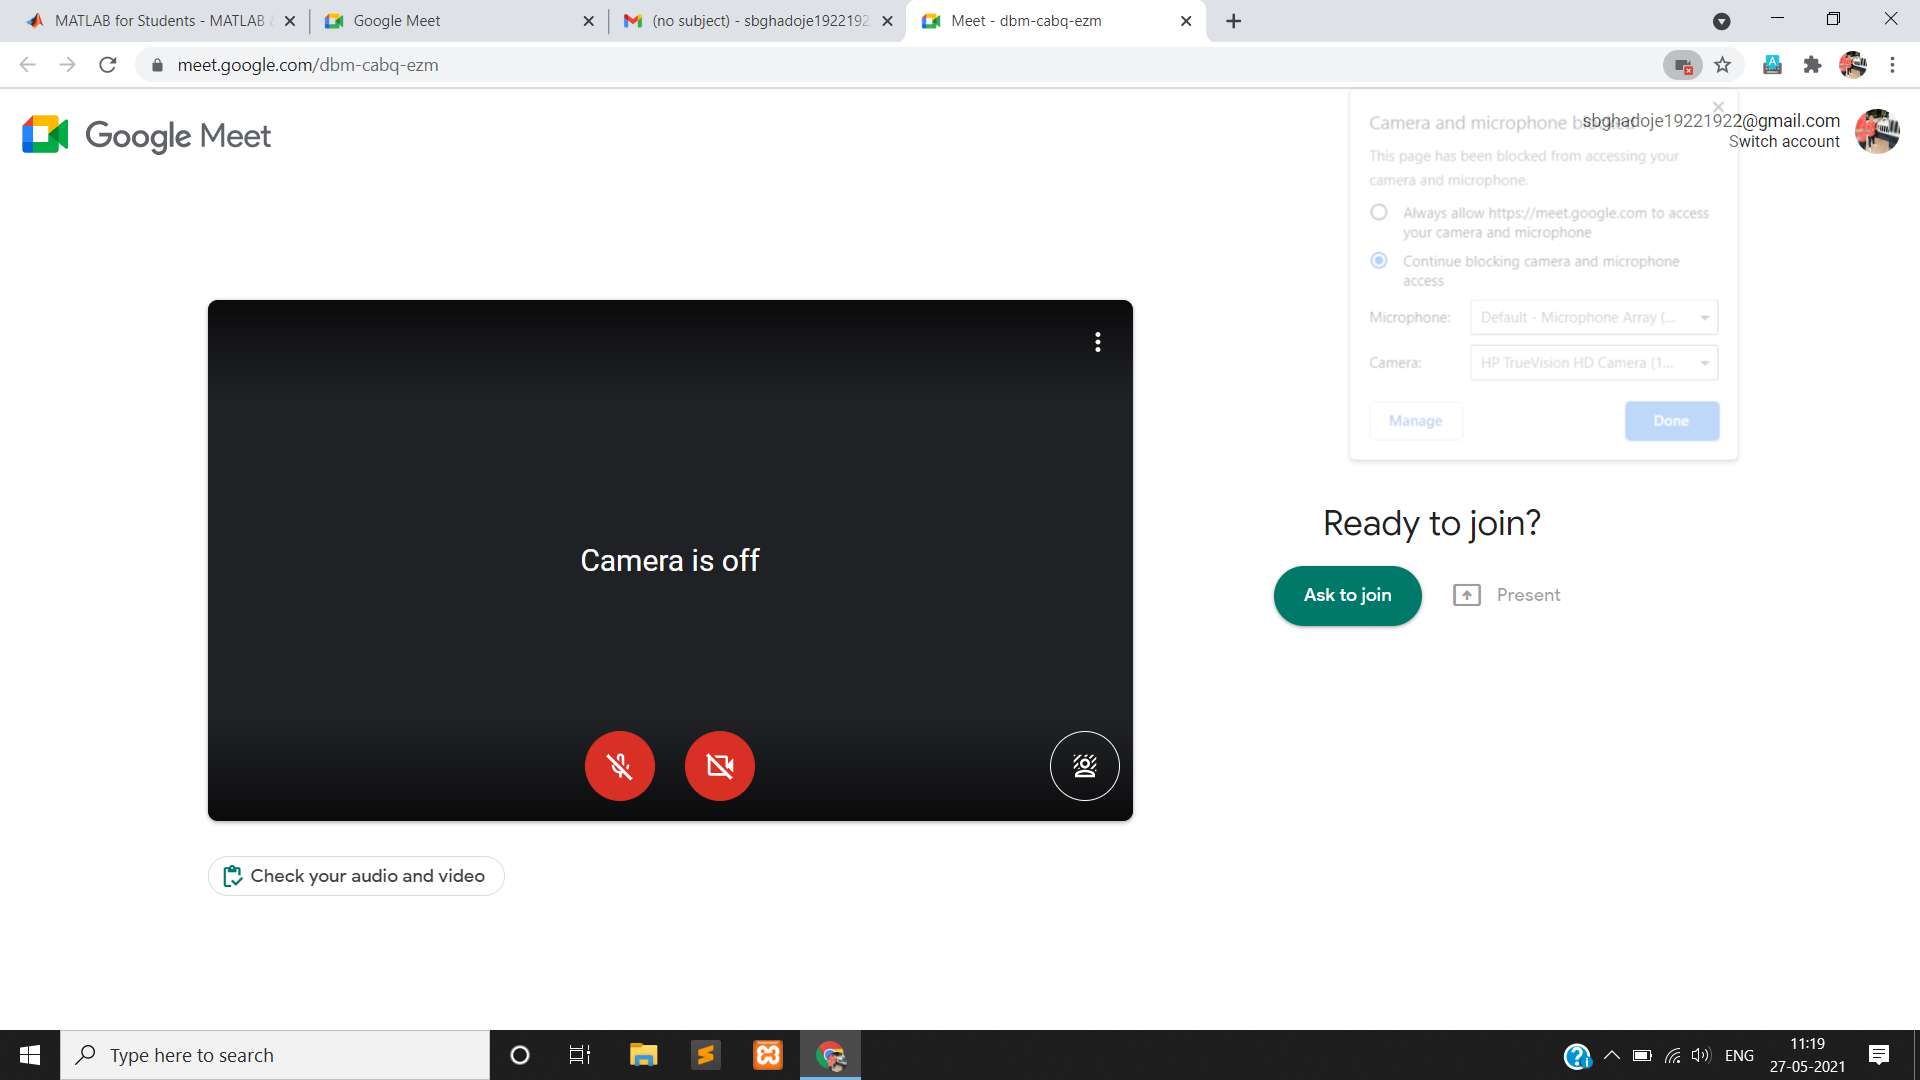 MATLAB for Students - MATLAB
Google Meet
(no subject) - sbghadoje1922192
Meet - dbm-cabq-ezm
meet.google.com/dbm-cabq-ezm
Google Meet
sbghadoje19221922@gmail.com
Switch account
Camera and microphone
This page has been blocked from accessing your
camera and microphone.
Always allow https://meet.google.com to access
your camera and microphone
Continue blocking camera and microphone
access
Microphone: Default - Microphone Array (...
Camera: HP TrueVision HD Camera (1...
Manage
Done
Camera is off
Ready to join?
Ask to join
Present
Check your audio and video
Type here to search
ENG
11:19
27-05-2021